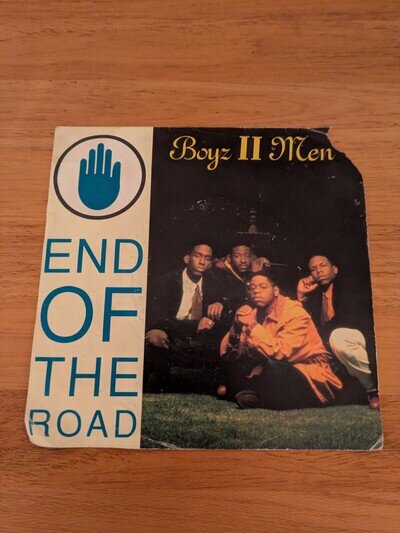 Boyz II Men
END
OF
THE
ROAD